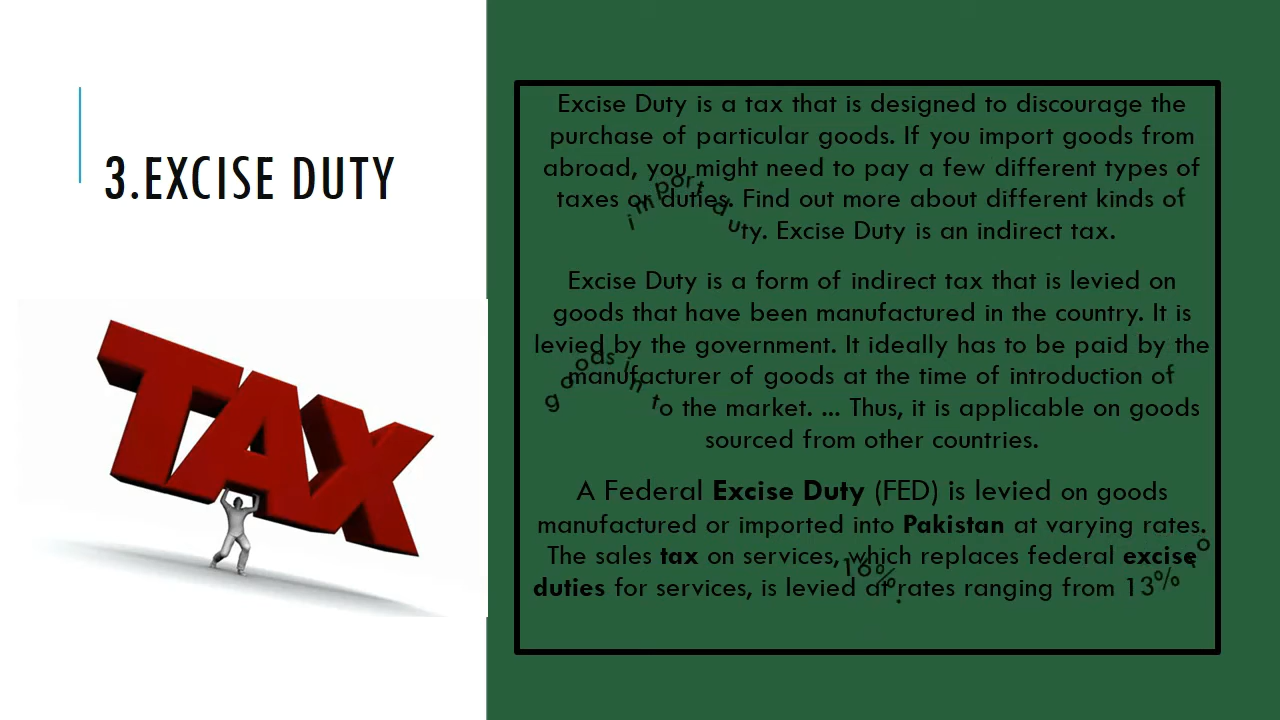 3.EXCISE DUTY
TAX
Excise Duty is a tax that is designed to discourage the
purchase of particular goods. If you import goods from
abroad, you might need to pay a few different types of
taxes or duties. Find out more about different kinds of
import duty. Excise Duty is an indirect tax.
Excise Duty is a form of indirect tax that is levied on
goods that have been manufactured in the country. It is
levied by the government. It ideally has to be paid by the
manufacturer of goods at the time of introduction of
goods in to the market. ... Thus, it is applicable on goods
sourced from other countries.
A Federal Excise Duty (FED) is levied on goods
manufactured or imported into Pakistan at varying rates.
The sales tax on services, which replaces federal excise
duties for services, is levied at rates ranging from 13% to
16%.